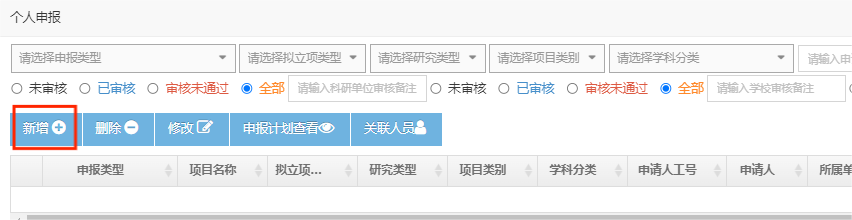 个人申报
请选择申报类型 请选择拟立项类型 请选择研究类型 请选择项目类别 请选择学科分类 请输入申
未审核 已审核 审核未通过 全部 请输入科研单位审核备注 未审核 已审核 审核未通过 全部 请输入学校审核备注
新增 删除 修改 申报计划查看 关联人员
申报类型 项目名称 拟立项... 研究类型 项目类别 学科分类 申请人工号 申请人 所属单